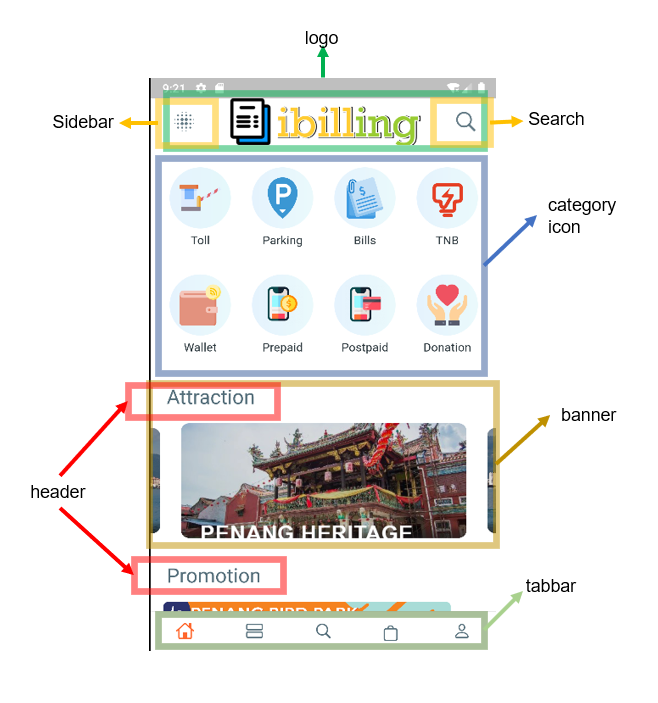 logo
9:21
Sidebar
ibilling
Search
Toll
Parking
Bills
TNB
category
icon
Wallet
Prepaid
Postpaid
Donation
Attraction
banner
PENANG HERITAGE
header
Promotion
PENANG BIRD PARK
tabbar